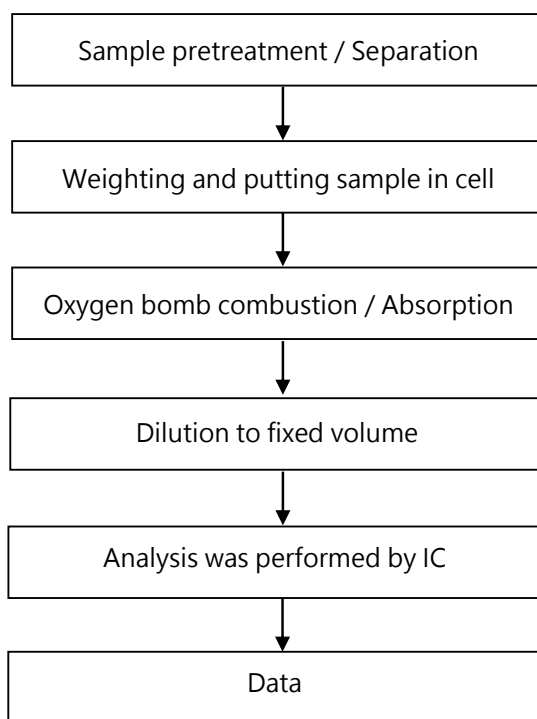 Sample pretreatment / Separation
Weighting and putting sample in cell
Oxygen bomb combustion / Absorption
Dilution to fixed volume
Analysis was performed by IC
Data